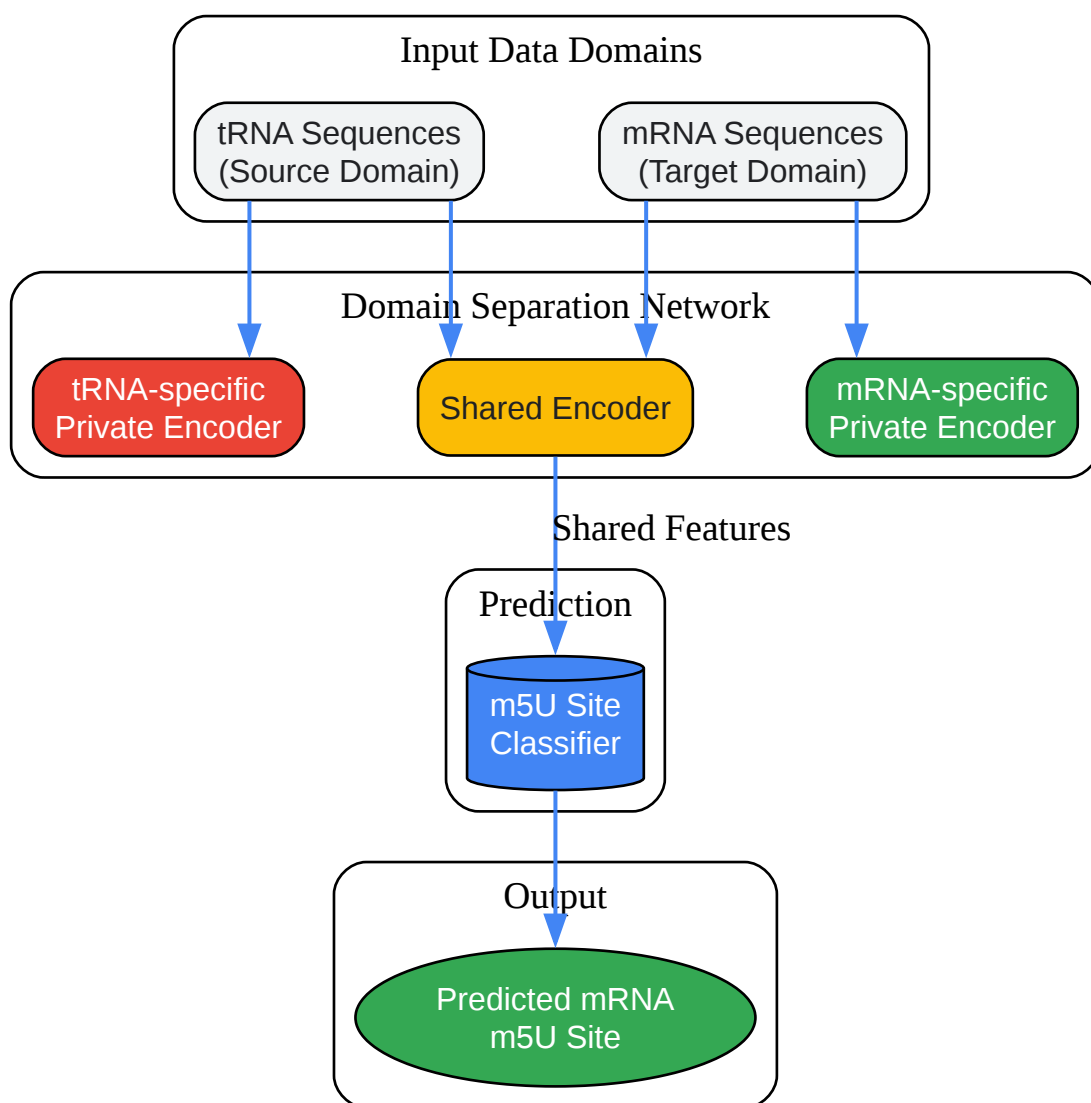 Input Data Domains
tRNA Sequences
(Source Domain)
mRNA Sequences
(Target Domain)
Domain Separation Network
tRNA-specific
Private Encoder
Shared Encoder
mRNA-specific
Private Encoder
Shared Features
Prediction
m5U Site
Classifier
Output
Predicted mRNA
m5U Site